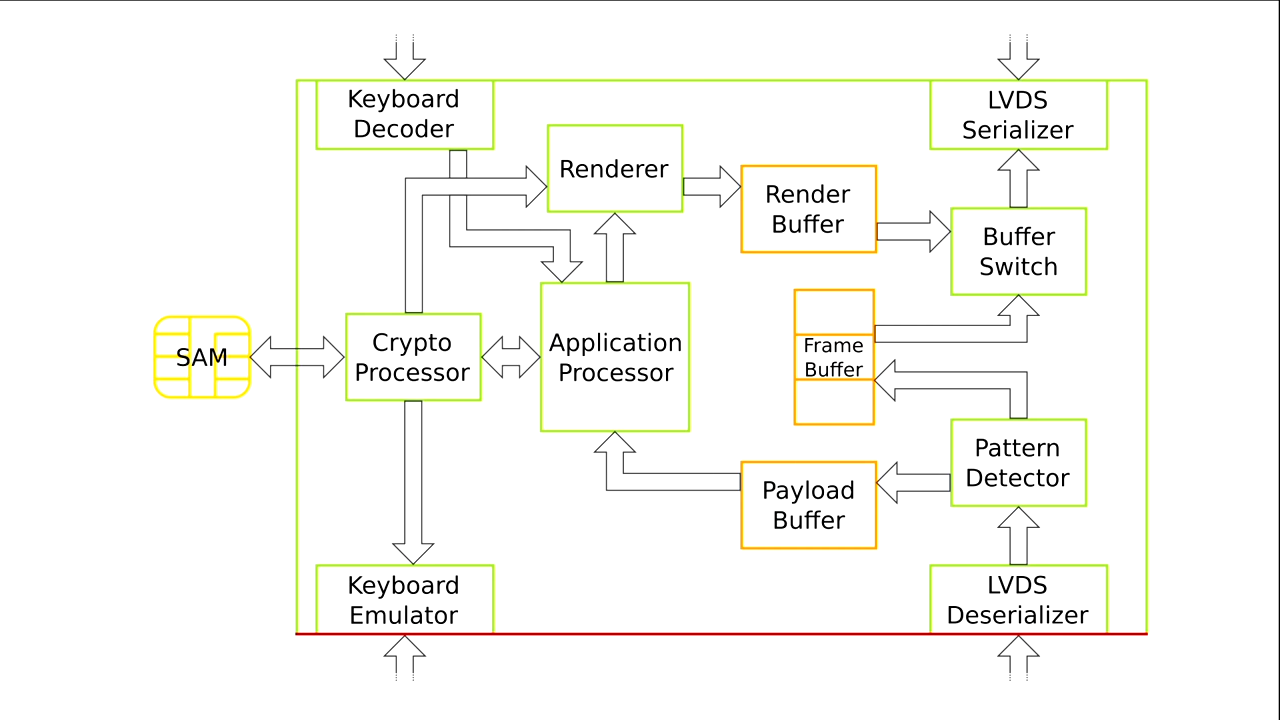 Keyboard
Decoder
LVDS
Serializer
Renderer
Render
Buffer
Buffer
Switch
SAM
Crypto
Processor
Application
Processor
Frame
Buffer
Pattern
Detector
Payload
Buffer
Keyboard
Emulator
LVDS
Deserializer